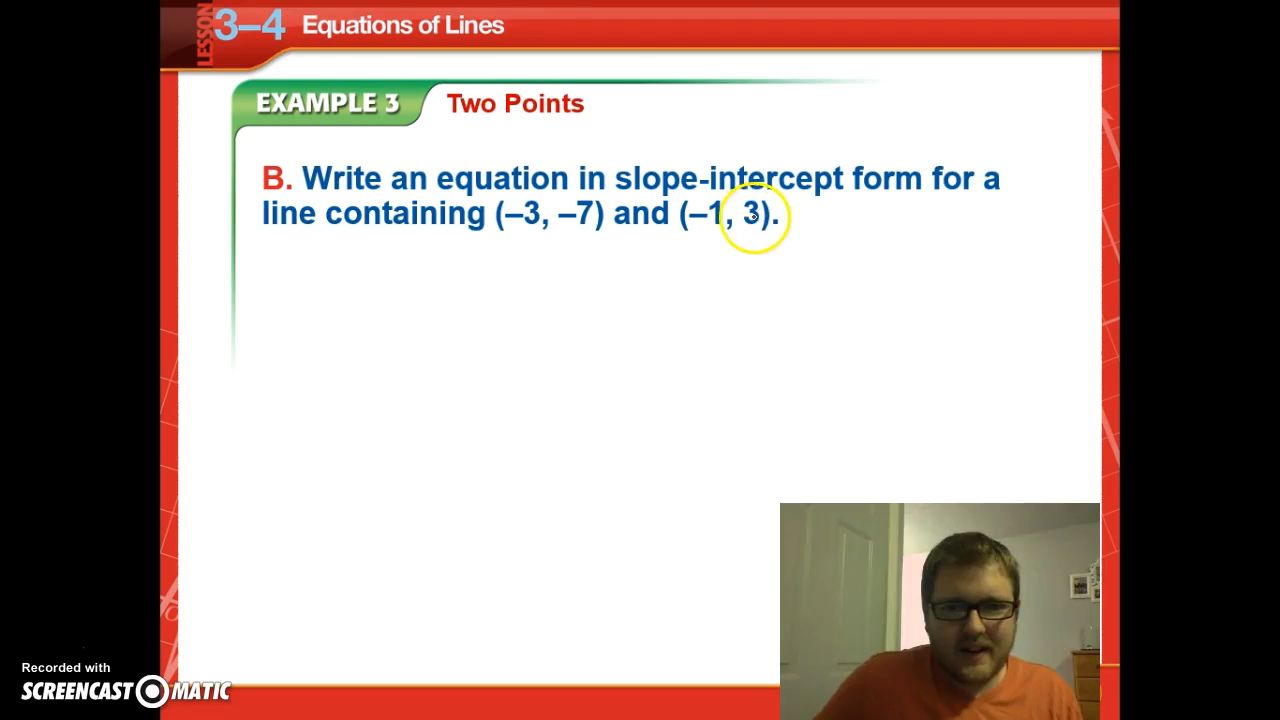 LESSON 3–4 Equations of Lines
EXAMPLE 3 Two Points
B. Write an equation in slope-intercept form for a
line containing (–3, –7) and (–1, 3).
Recorded with
SCREENCAST MATIC